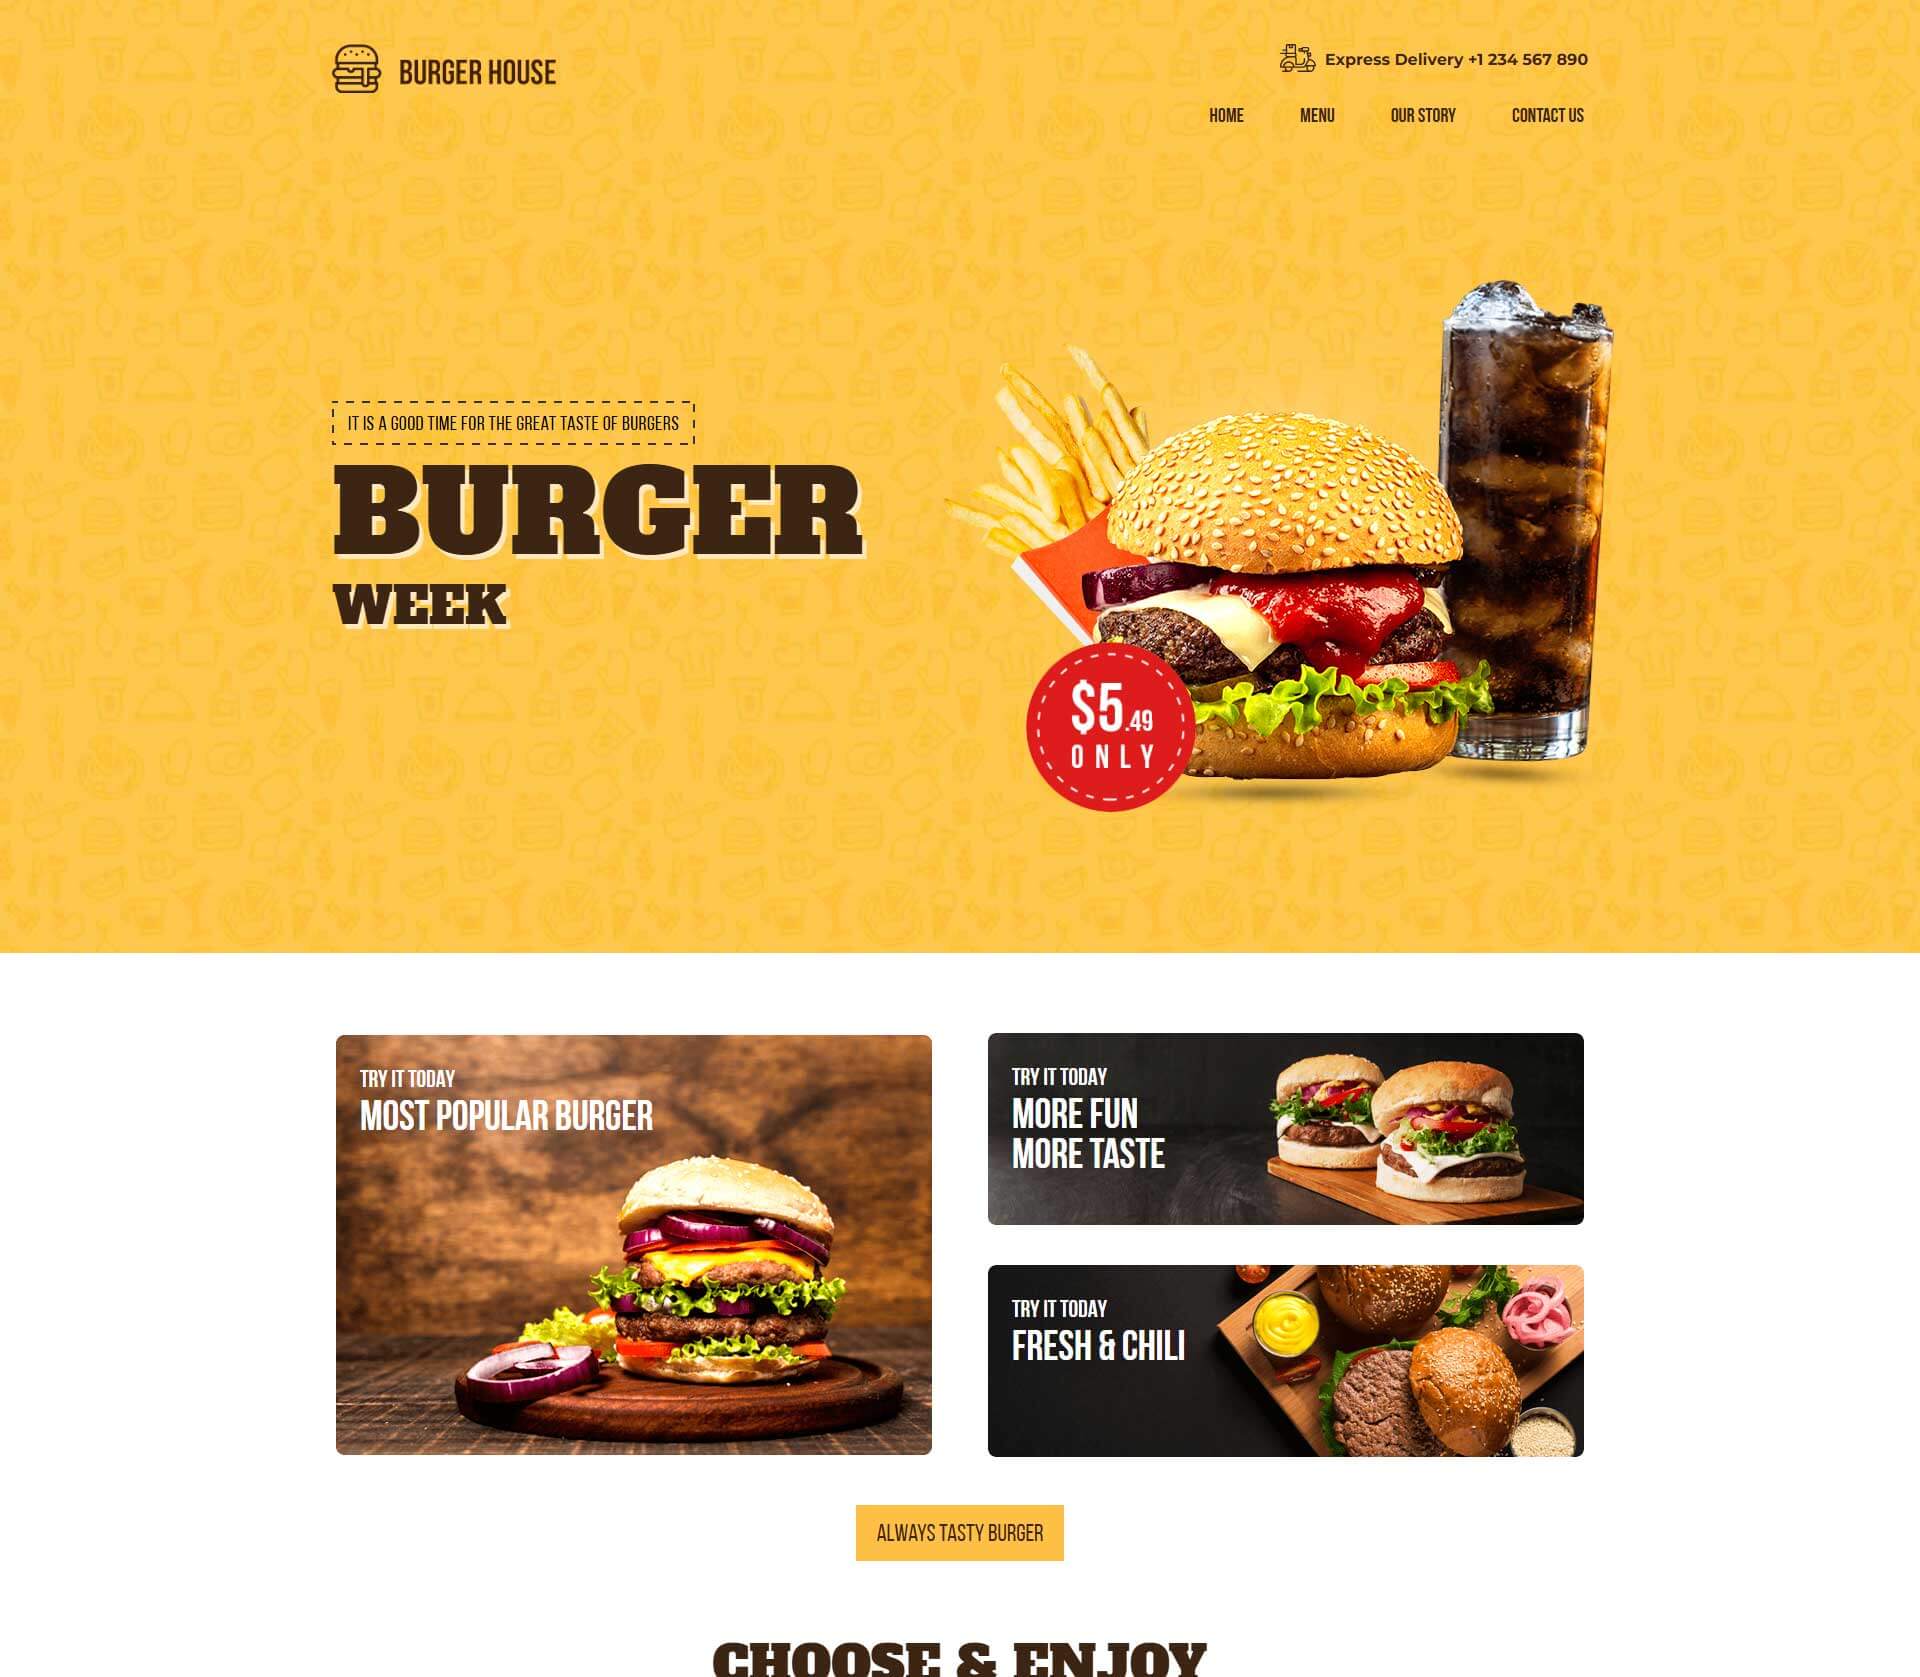 BURGER HOUSE
Express Delivery +1 234 567 890
HOME MENU OUR STORY CONTACT US
IT IS A GOOD TIME FOR THE GREAT TASTE OF BURGERS
BURGER
WEEK
$5.49
ONLY
TRY IT TODAY
MOST POPULAR BURGER
TRY IT TODAY
MORE FUN
MORE TASTE
TRY IT TODAY
FRESH & CHILI
ALWAYS TASTY BURGER
CHOOSE & ENJOY